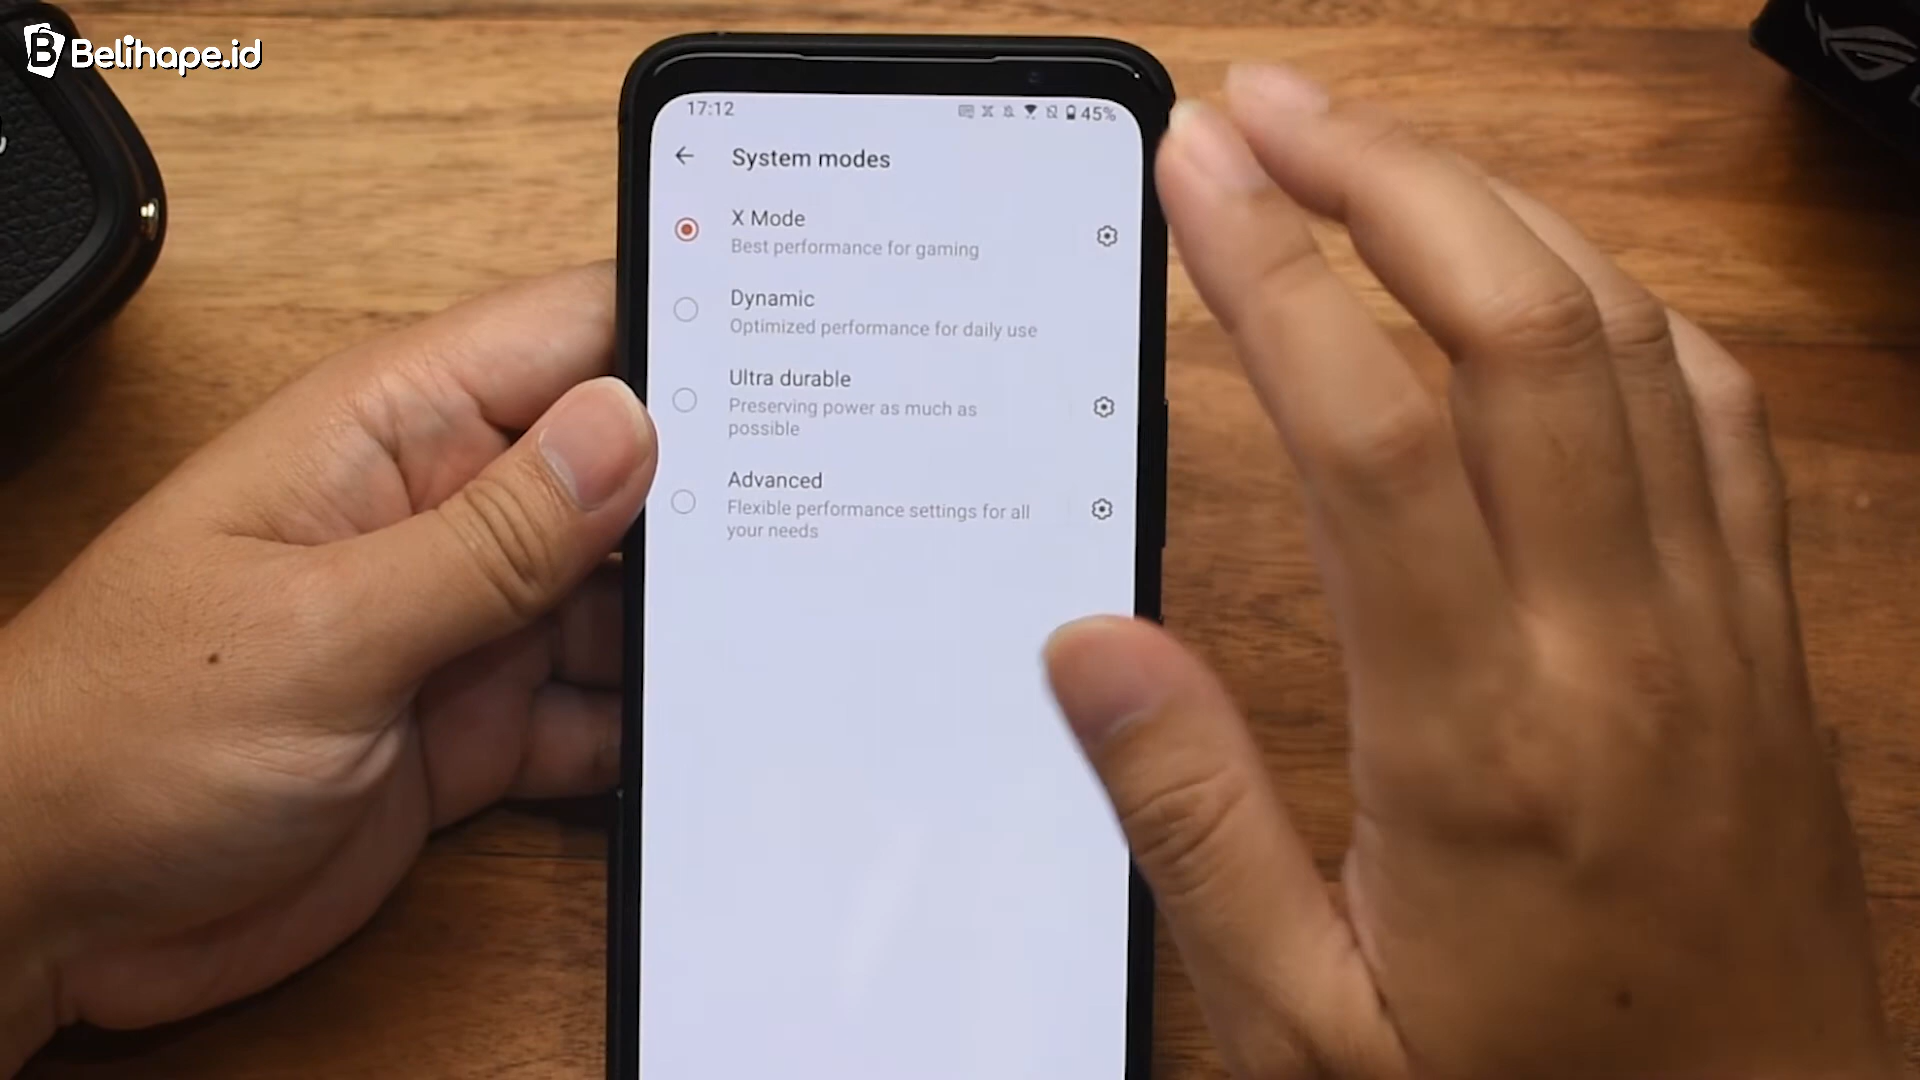 Belihape.id
17:12
45%
System modes
X Mode
Best performance for gaming
Dynamic
Optimized performance for daily use
Ultra durable
Preserving power as much as
possible
Advanced
Flexible performance settings for all
your needs